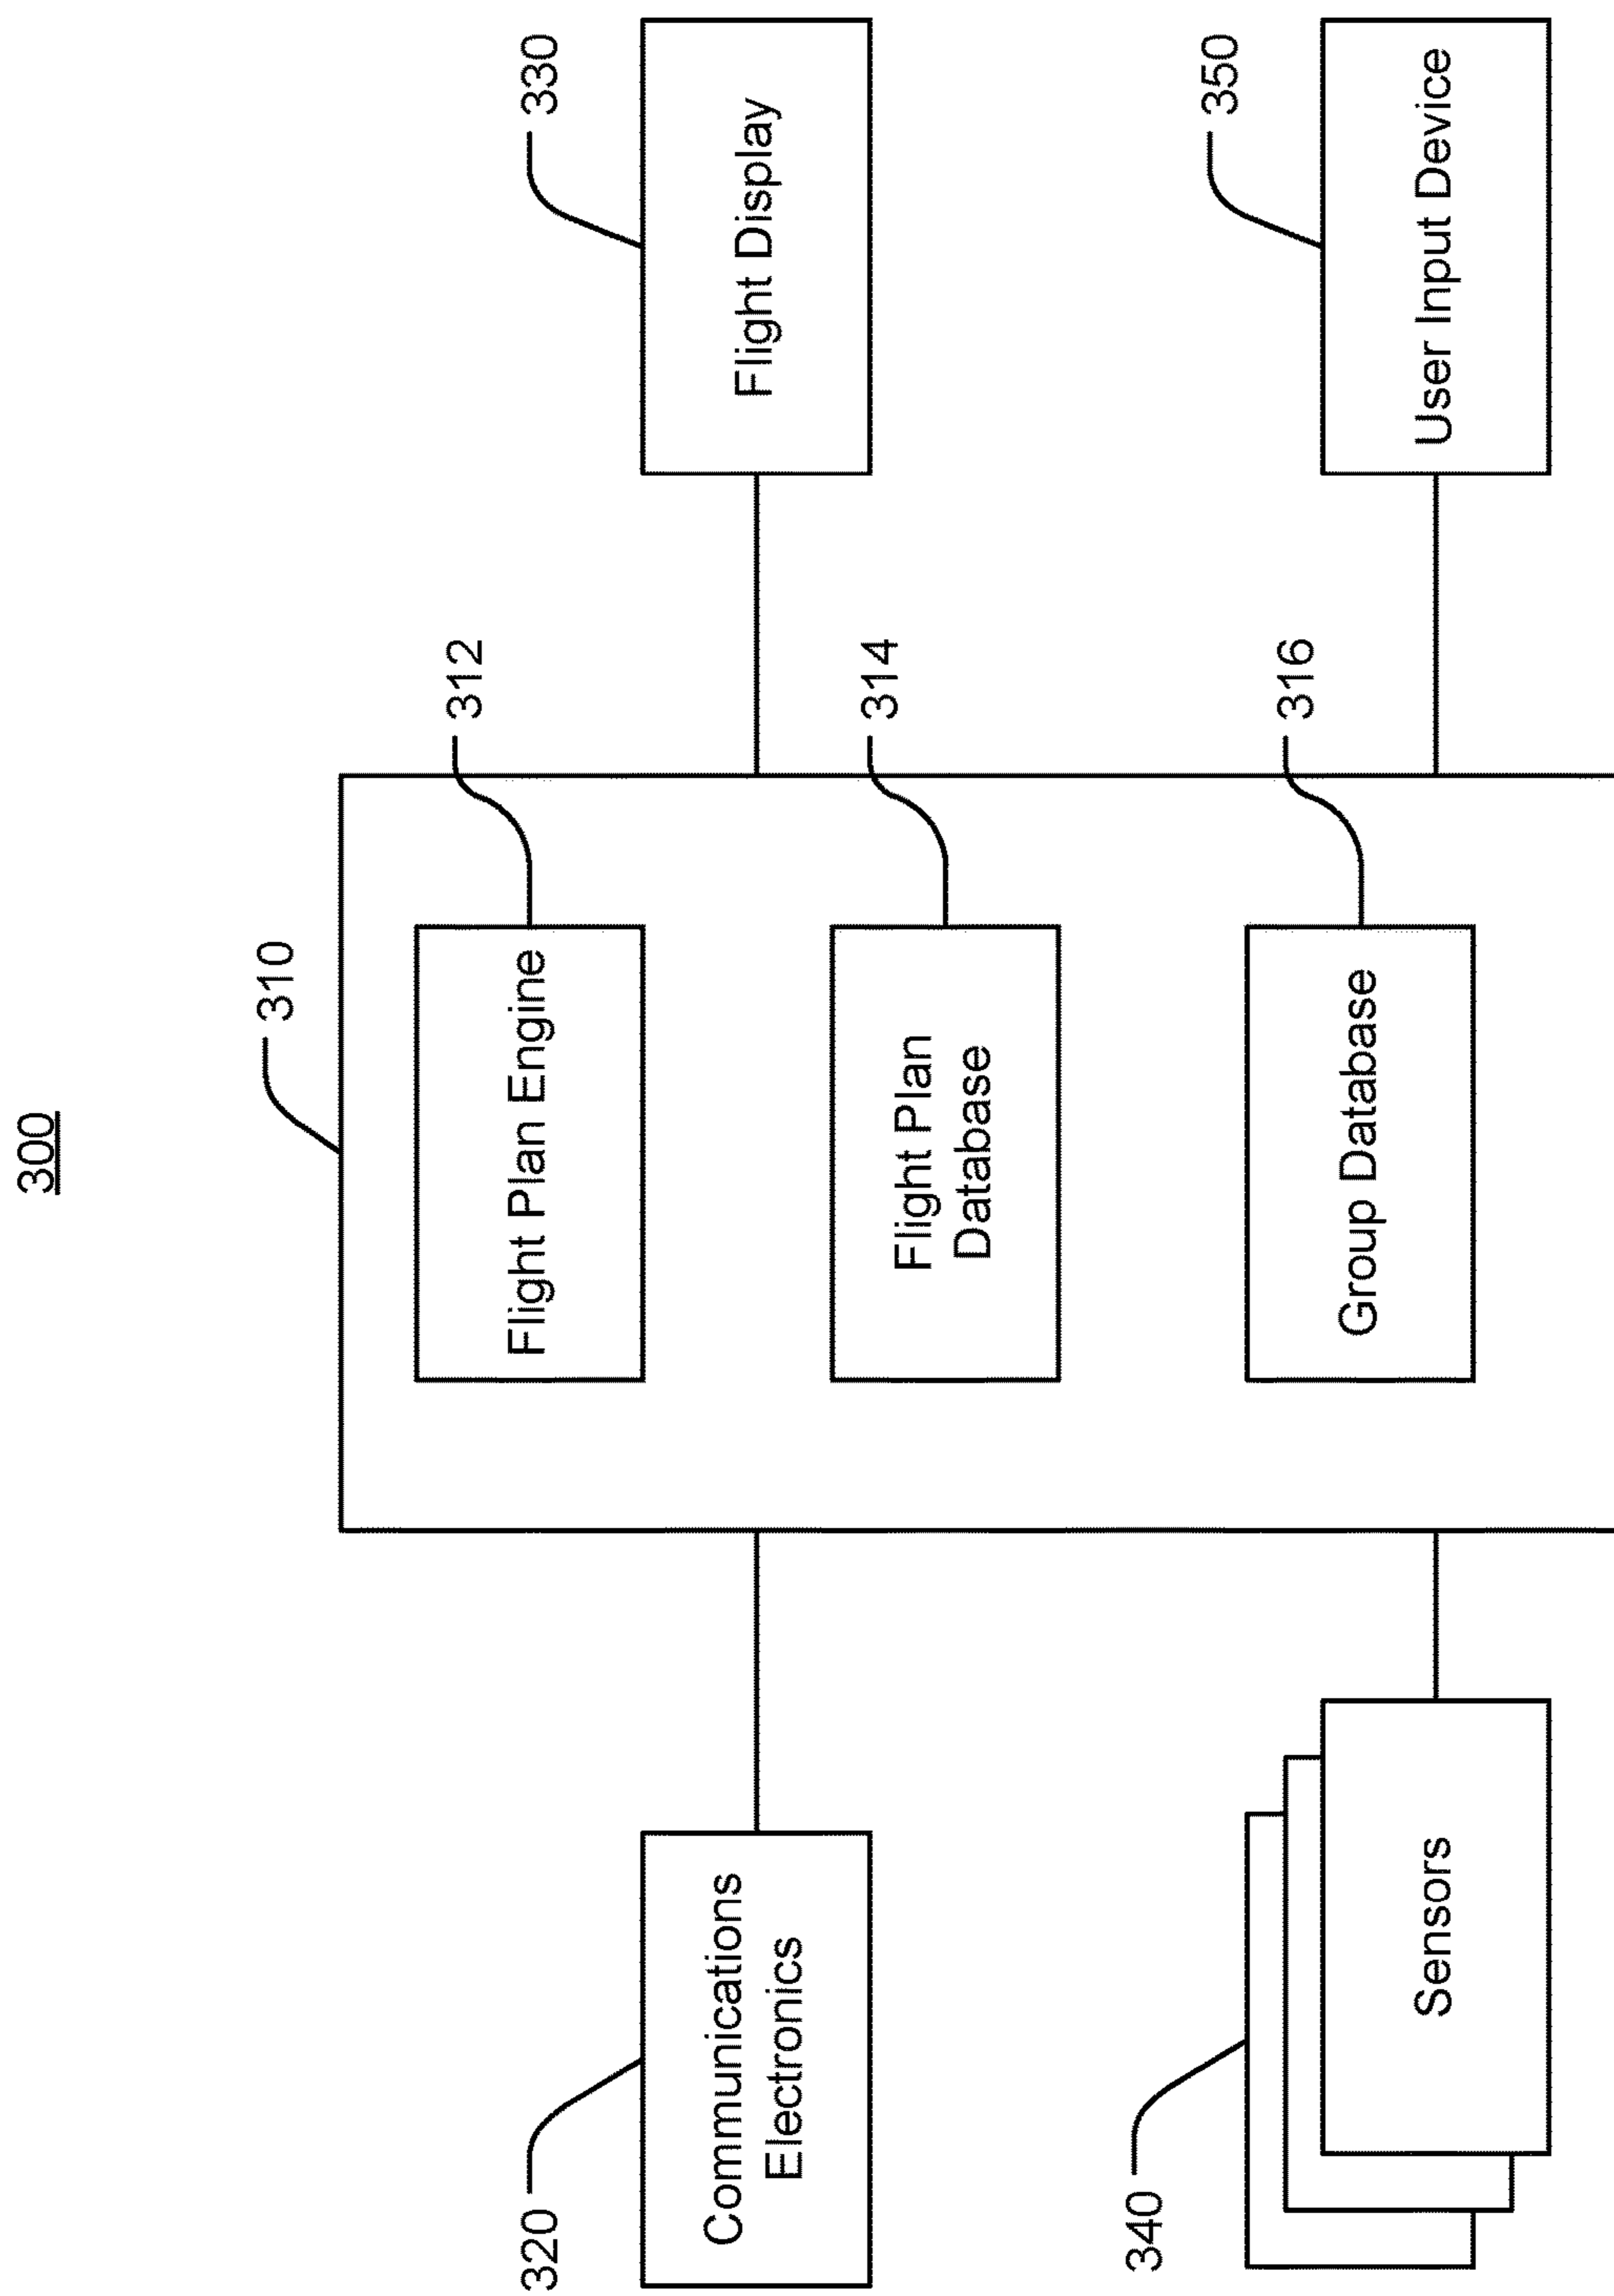 300
310
320
Communications
Electronics
312
Flight Plan Engine
330
Flight Display
314
Flight Plan
Database
340
Sensors
316
Group Database
350
User Input Device